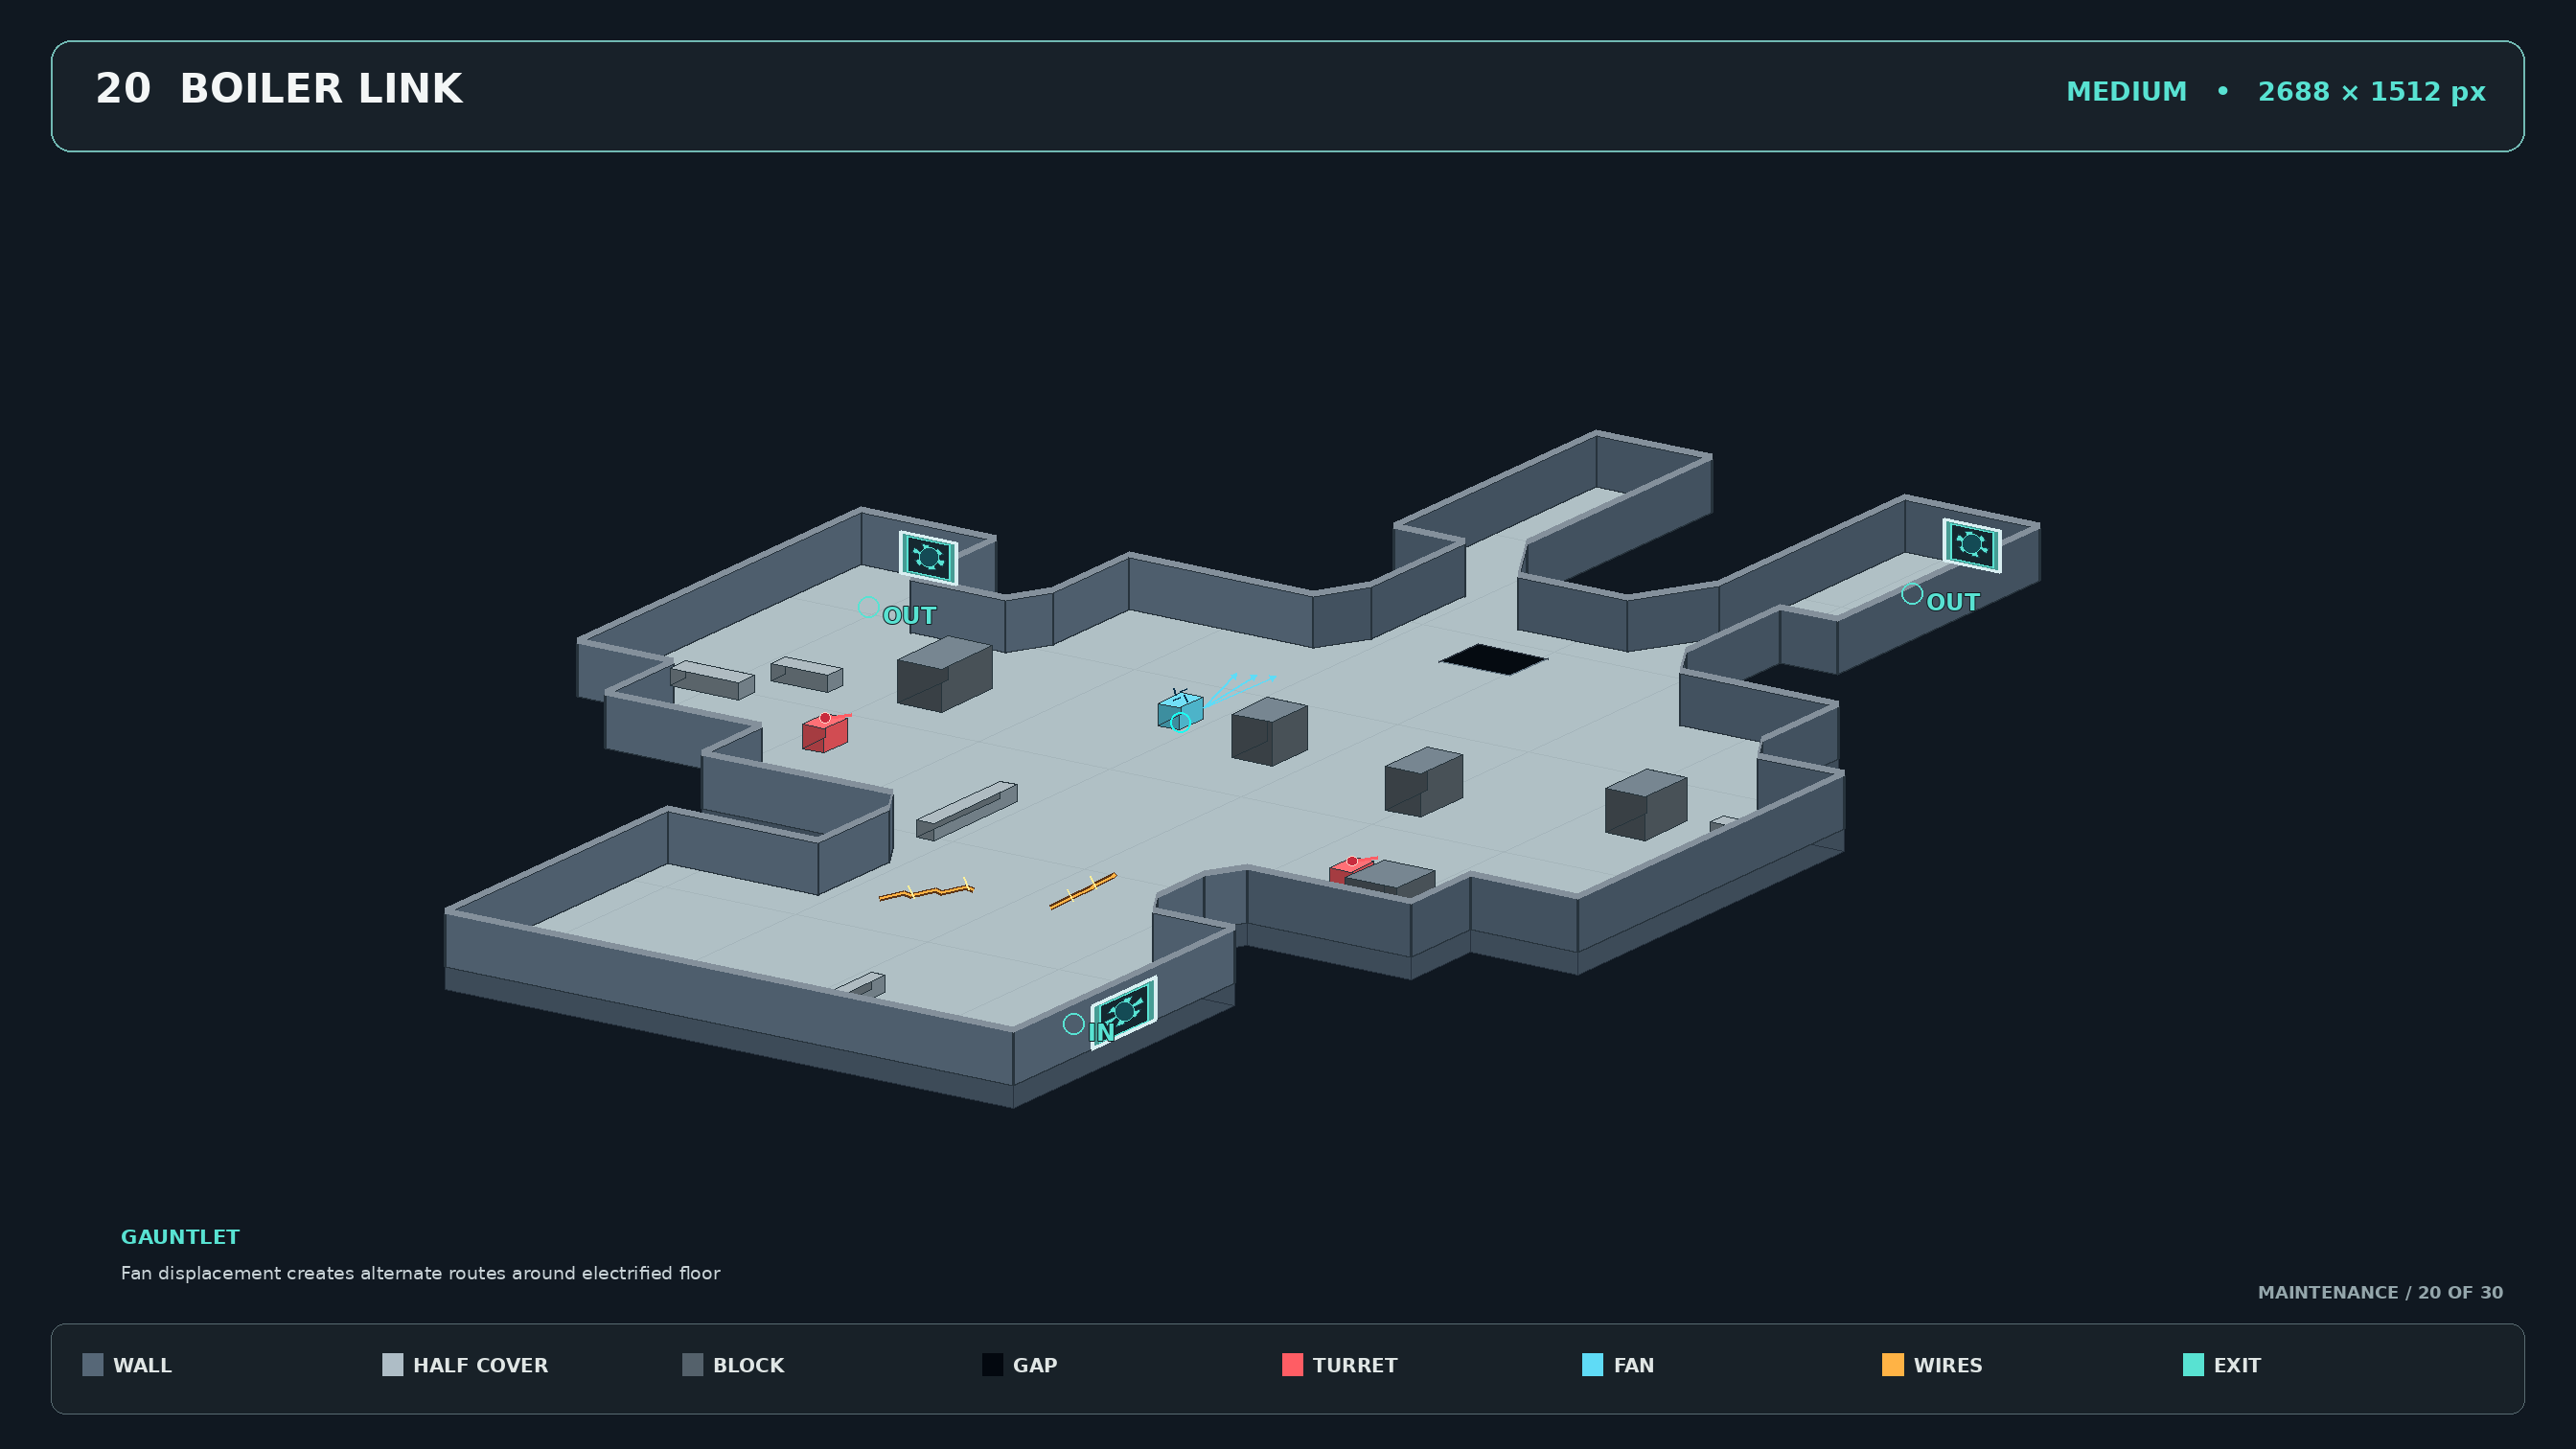 20 BOILER LINK
MEDIUM • 2688 × 1512 px
OUT
OUT
IN
GAUNTLET
Fan displacement creates alternate routes around electrified floor
MAINTENANCE / 20 OF 30
WALL
HALF COVER
BLOCK
GAP
TURRET
FAN
WIRES
EXIT